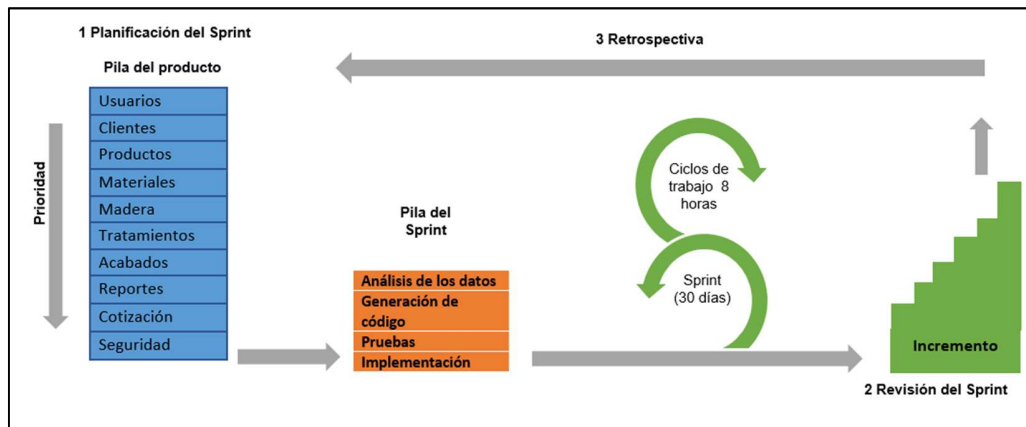 1 Planificación del Sprint
Pila del producto
Prioridad
Usuarios
Clientes
Productos
Materiales
Madera
Tratamientos
Acabados
Reportes
Cotización
Seguridad
Pila del
Sprint
Análisis de los datos
Generación de
código
Pruebas
Implementación
3 Retrospectiva
Ciclos de
trabajo 8
horas
Sprint
(30 días)
Incremento
2 Revisión del Sprint